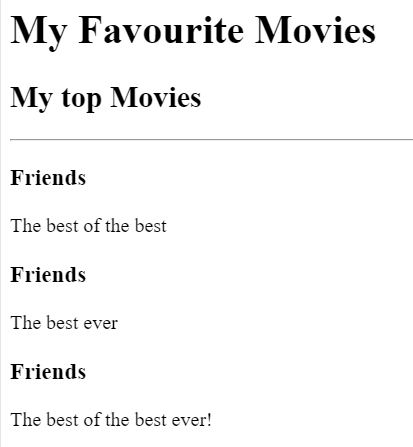 My Favourite Movies
My top Movies
Friends
The best of the best
Friends
The best ever
Friends
The best of the best ever!